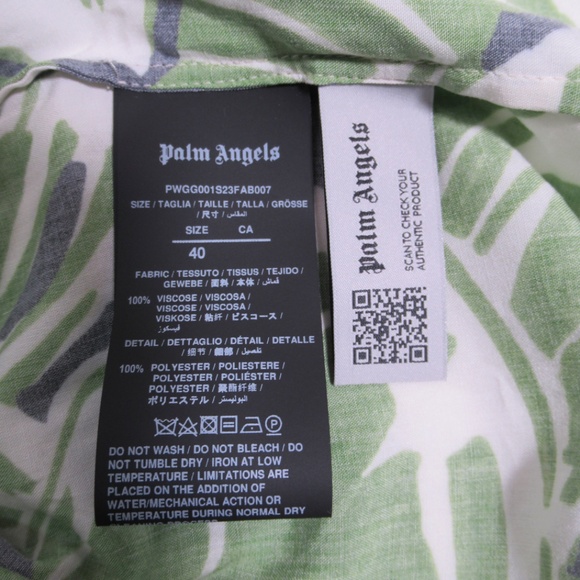 Palm Angels
PWGG001S23FAB007
SIZE / TAGLIA / TAILLE / TALLA / GRÖSSE
/ 尺寸 / المقاس
SIZE CA
40
FABRIC / TESSUTO / TISSUS / TEJIDO /
GEWEBE / 面料 / 本体 / قماش
100% VISCOSE / VISCOSA /
VISCOSE / VISCOSA /
VISKOSE / 粘纤 / ビスコース /
فيسكوز
DETAIL / DETTAGLIO / DÉTAIL / DETALLE
/ 细节 / 細部 / تفصيل
100% POLYESTER / POLIESTERE /
POLYESTER / POLIÉSTER /
POLYESTER / 聚酯纤维 /
ポリエステル / البوليستر
DO NOT WASH / DO NOT BLEACH / DO
NOT TUMBLE DRY / IRON AT LOW
TEMPERATURE / LIMITATIONS ARE
PLACED ON THE ADDITION OF
WATER/MECHANICAL ACTION OR
TEMPERATURE DURING NORMAL DRY
Palm Angels
SCAN TO CHECK YOUR
AUTHENTIC PRODUCT